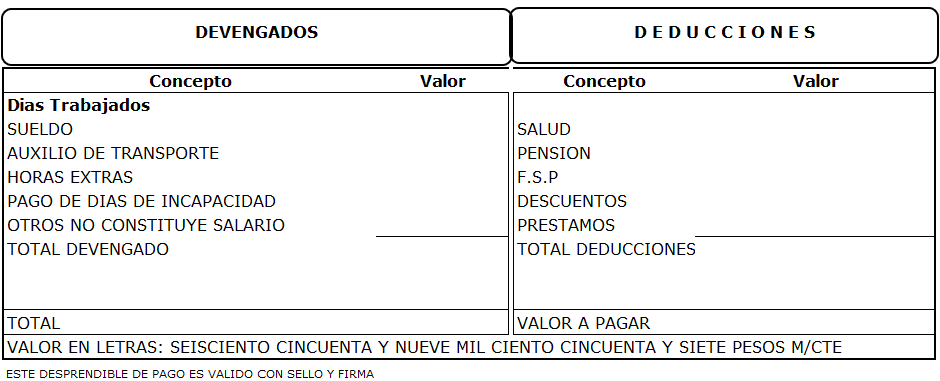 DEVENGADOS
D E D U C C I O N E S
Concepto Valor Concepto Valor
Dias Trabajados
SUELDO SALUD
AUXILIO DE TRANSPORTE PENSION
HORAS EXTRAS F.S.P
PAGO DE DIAS DE INCAPACIDAD DESCUENTOS
OTROS NO CONSTITUYE SALARIO PRESTAMOS
TOTAL DEVENGADO TOTAL DEDUCCIONES
TOTAL VALOR A PAGAR
VALOR EN LETRAS: SEISCIENTO CINCUENTA Y NUEVE MIL CIENTO CINCUENTA Y SIETE PESOS M/CTE
ESTE DESPRENDIBLE DE PAGO ES VALIDO CON SELLO Y FIRMA